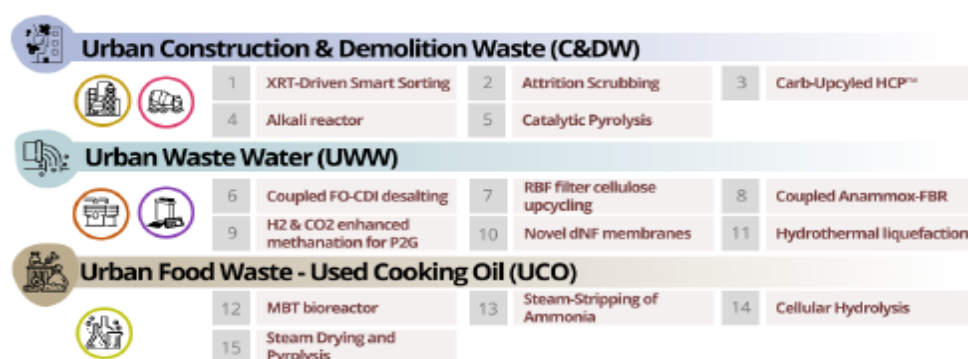 Urban Construction & Demolition Waste (C&DW)
1 XRT-Driven Smart Sorting 2 Attrition Scrubbing 3 Carb-Upcyled HCP™
4 Alkali reactor 5 Catalytic Pyrolysis
Urban Waste Water (UWW)
6 Coupled FO-CDI desalting 7 RBF filter cellulose upcycling 8 Coupled Anammox-FBR
9 H2 & CO2 enhanced methanation for P2G 10 Novel dNF membranes 11 Hydrothermal liquefaction
Urban Food Waste - Used Cooking Oil (UCO)
12 MBT bioreactor 13 Steam-Stripping of Ammonia 14 Cellular Hydrolysis
15 Steam Drying and Pyrolysis